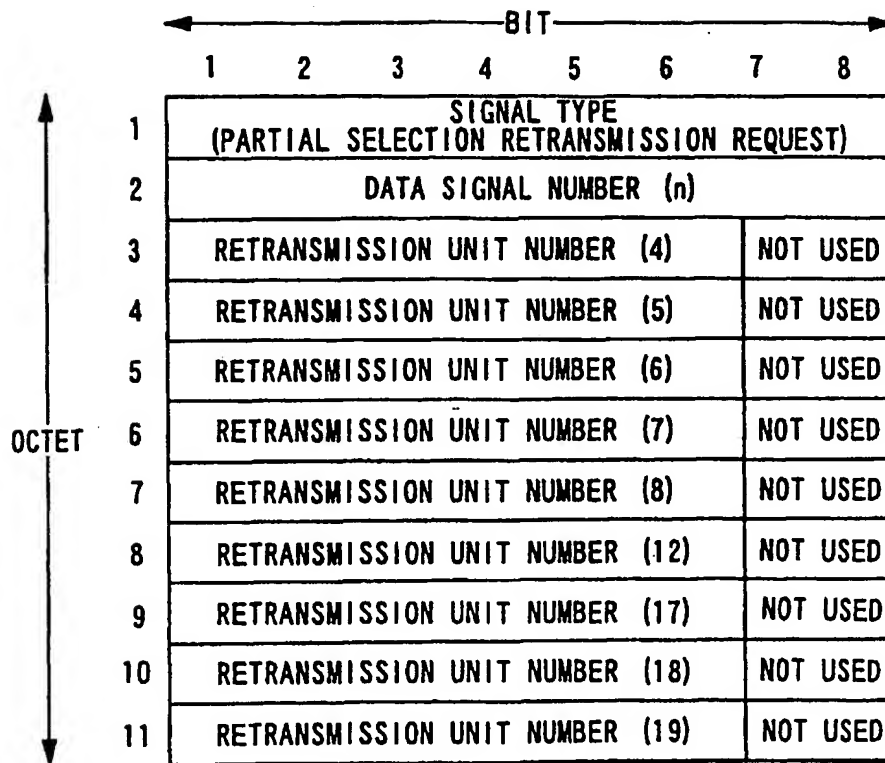 BIT
1 2 3 4 5 6 7 8
1 SIGNAL TYPE
(PARTIAL SELECTION RETRANSMISSION REQUEST)
2 DATA SIGNAL NUMBER (n)
3 RETRANSMISSION UNIT NUMBER (4) NOT USED
4 RETRANSMISSION UNIT NUMBER (5) NOT USED
5 RETRANSMISSION UNIT NUMBER (6) NOT USED
OCTET 6 RETRANSMISSION UNIT NUMBER (7) NOT USED
7 RETRANSMISSION UNIT NUMBER (8) NOT USED
8 RETRANSMISSION UNIT NUMBER (12) NOT USED
9 RETRANSMISSION UNIT NUMBER (17) NOT USED
10 RETRANSMISSION UNIT NUMBER (18) NOT USED
11 RETRANSMISSION UNIT NUMBER (19) NOT USED